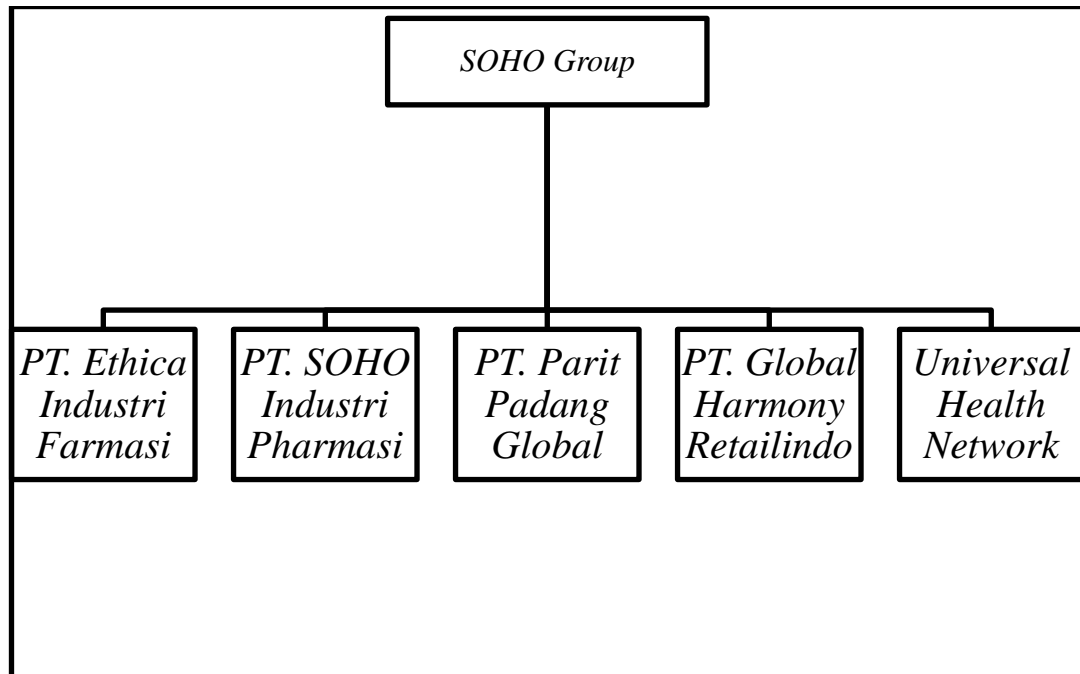 SOHO Group
PT. Ethica
Industri
Farmasi
PT. SOHO
Industri
Pharmasi
PT. Parit
Padang
Global
PT. Global
Harmony
Retailindo
Universal
Health
Network